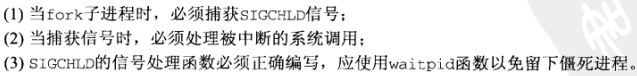 (1) 当fork子进程时，必须捕获SIGCHLD信号；
(2) 当捕获信号时，必须处理被中断的系统调用；
(3) SIGCHLD的信号处理函数必须正确编写，应使用waitpid函数以免留下僵死进程。